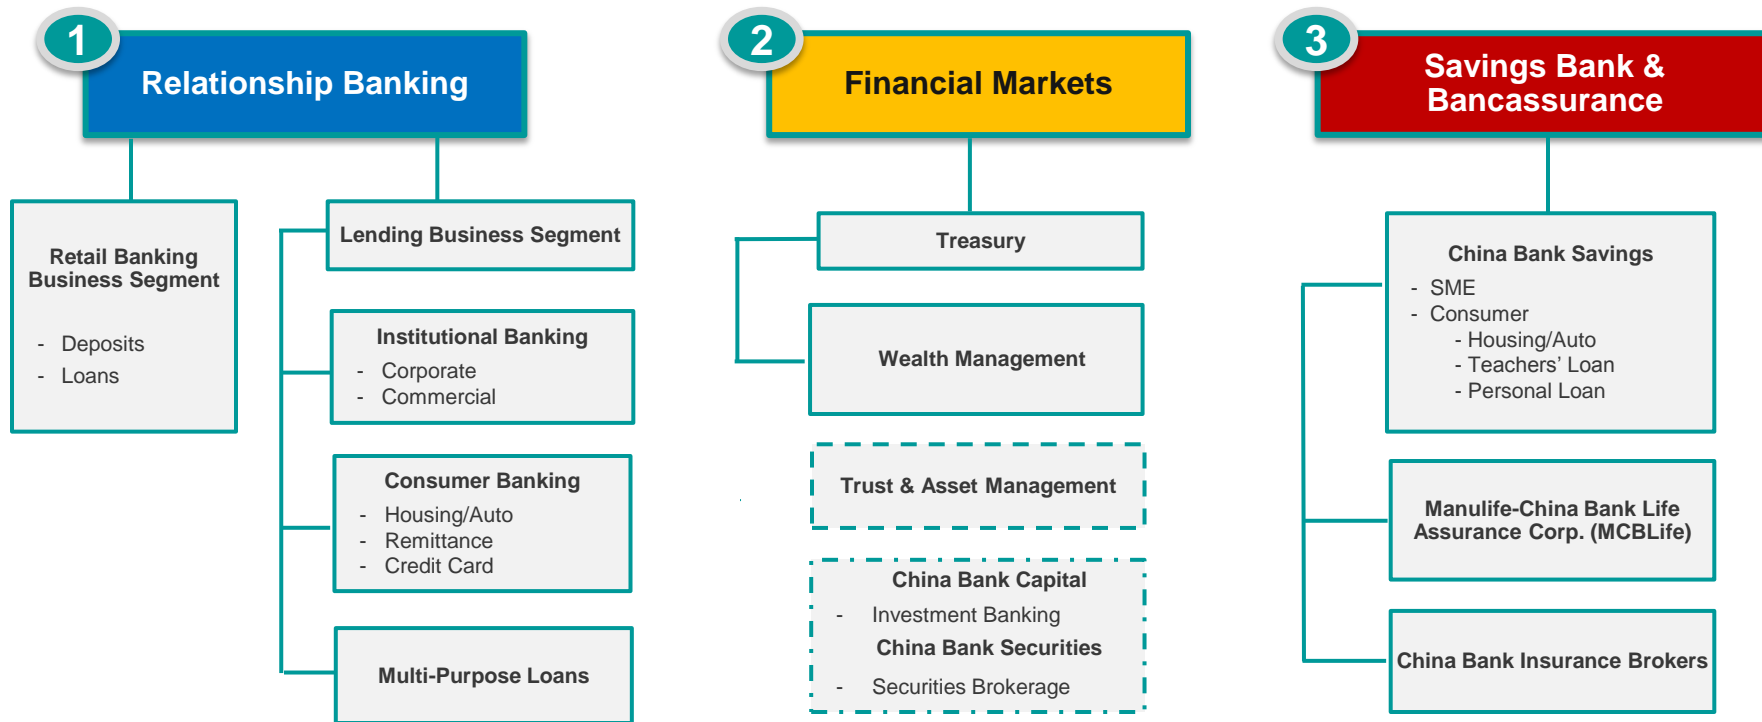 1
Relationship Banking
Retail Banking
Business Segment
- Deposits
- Loans
Lending Business Segment
Institutional Banking
- Corporate
- Commercial
Consumer Banking
- Housing/Auto
- Remittance
- Credit Card
Multi-Purpose Loans
2
Financial Markets
Treasury
Wealth Management
Trust & Asset Management
China Bank Capital
- Investment Banking
China Bank Securities
- Securities Brokerage
3
Savings Bank &
Bancassurance
China Bank Savings
- SME
- Consumer
- Housing/Auto
- Teachers’ Loan
- Personal Loan
Manulife-China Bank Life
Assurance Corp. (MCBLife)
China Bank Insurance Brokers